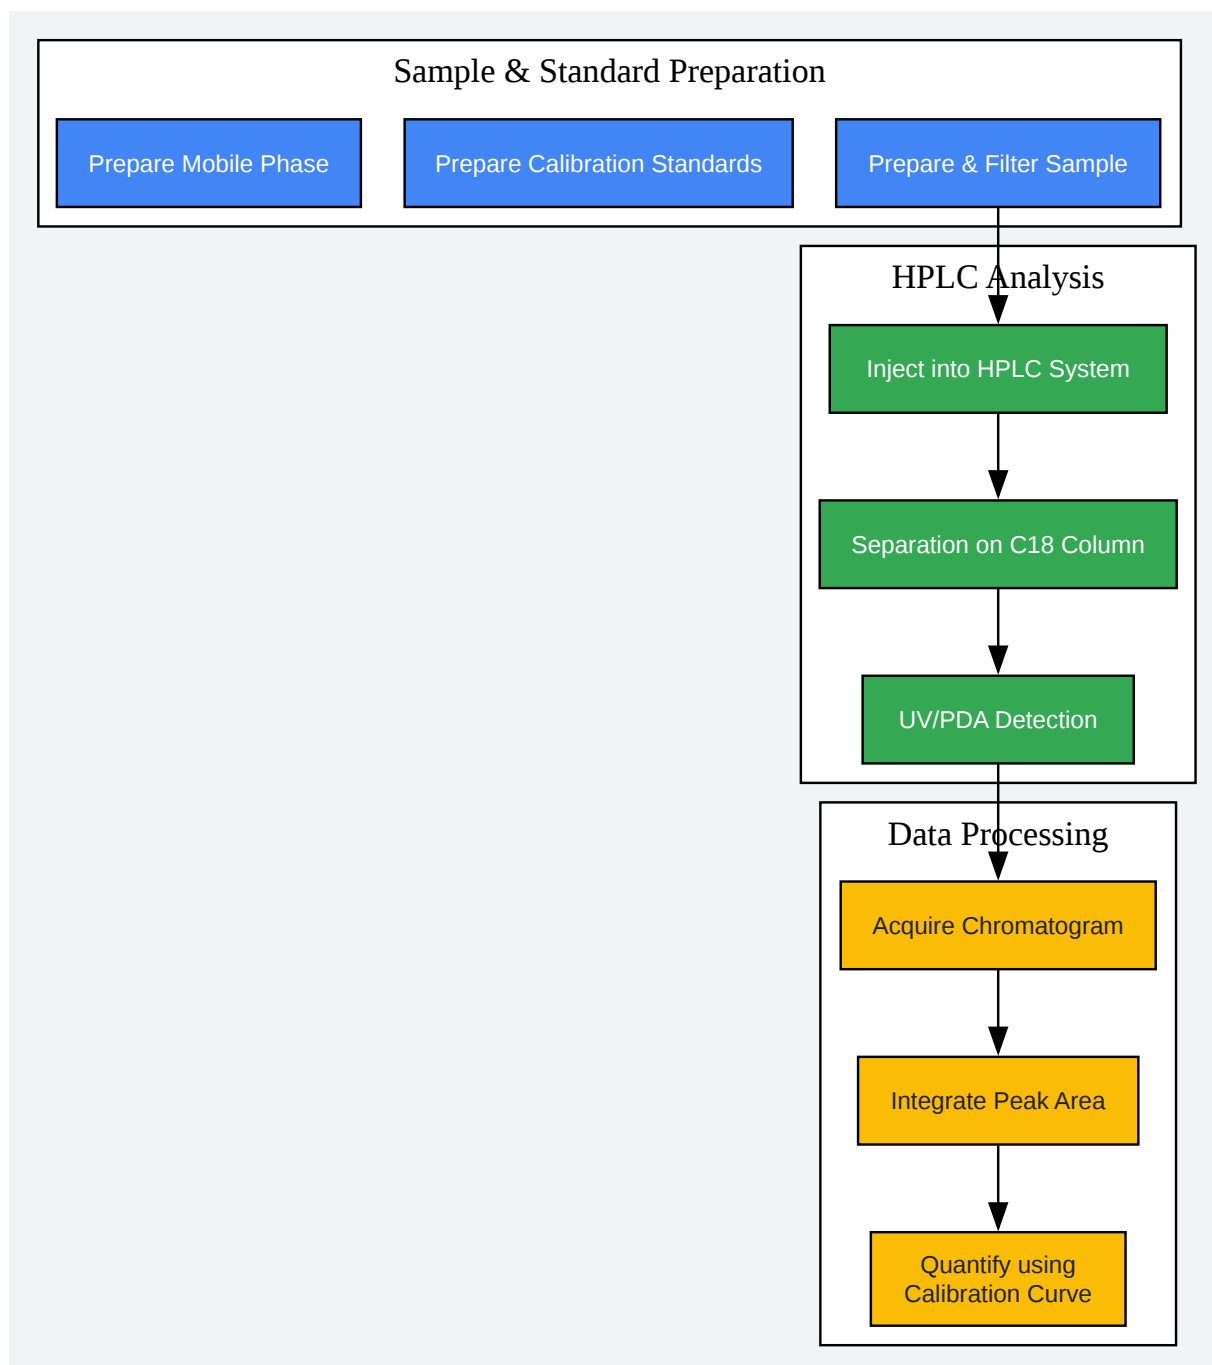 Sample & Standard Preparation
Prepare Mobile Phase
Prepare Calibration Standards
Prepare & Filter Sample
HPLC Analysis
Inject into HPLC System
Separation on C18 Column
UV/PDA Detection
Data Processing
Acquire Chromatogram
Integrate Peak Area
Quantify using
Calibration Curve